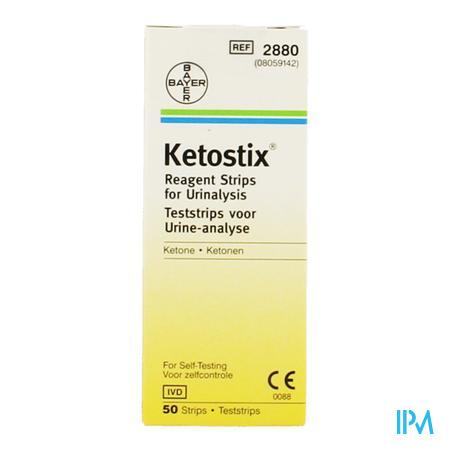 REF 2880
(08059142)
BAYER
BAYER
Ketostix®
Reagent Strips
for Urinalysis
Teststrips voor
Urine-analyse
Ketone • Ketonen
For Self-Testing
Voor zelfcontrole
IVD
CE
0088
50 Strips • Teststrips
IPM